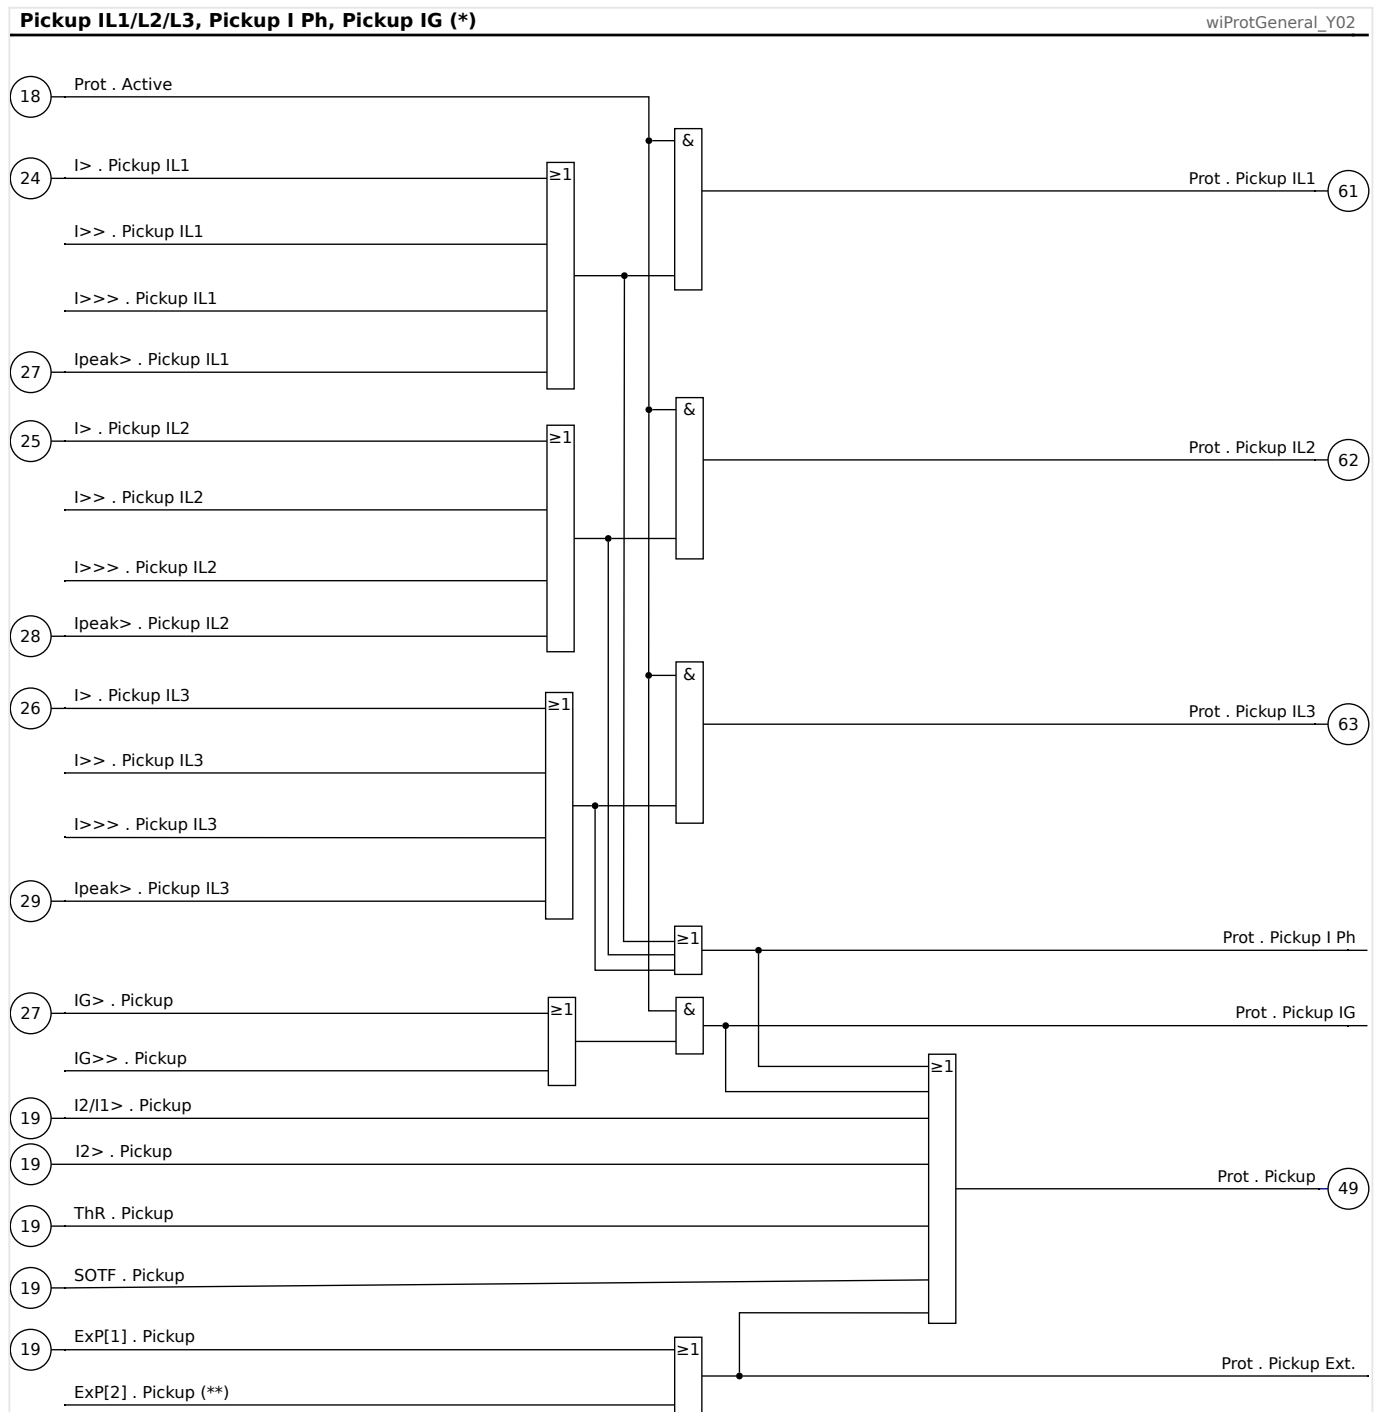 Pickup IL1/L2/L3, Pickup I Ph, Pickup IG (*) wiProtGeneral_Y02
18 Prot . Active
&
24 I> . Pickup IL1 ≥1 Prot . Pickup IL1 61
I>> . Pickup IL1
I>>> . Pickup IL1
27 Ipeak> . Pickup IL1
&
25 I> . Pickup IL2 ≥1 Prot . Pickup IL2 62
I>> . Pickup IL2
I>>> . Pickup IL2
28 Ipeak> . Pickup IL2
&
26 I> . Pickup IL3 ≥1 Prot . Pickup IL3 63
I>> . Pickup IL3
I>>> . Pickup IL3
29 Ipeak> . Pickup IL3
≥1 Prot . Pickup I Ph
27 IG> . Pickup ≥1 & Prot . Pickup IG
IG>> . Pickup ≥1
19 I2/I1> . Pickup
19 I2> . Pickup
Prot . Pickup 49
19 ThR . Pickup
19 SOTF . Pickup
19 ExP[1] . Pickup ≥1
Prot . Pickup Ext.
ExP[2] . Pickup (**)